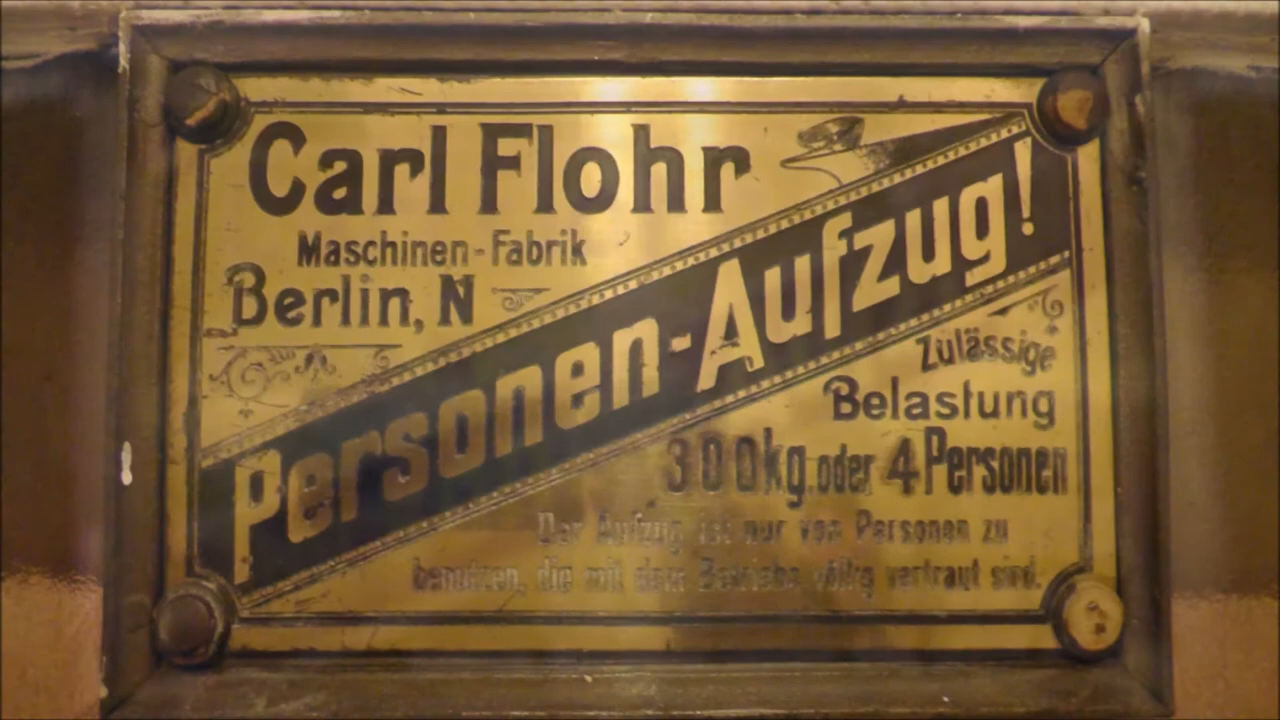 Carl Flohr
Maschinen-Fabrik
Berlin, N
Personen-Aufzug!
Zulässige
Belastung
300kg. oder 4 Personen
Der Aufzug ist nur von Personen zu
benutzen, die mit dem Betriebe völlig vertraut sind.